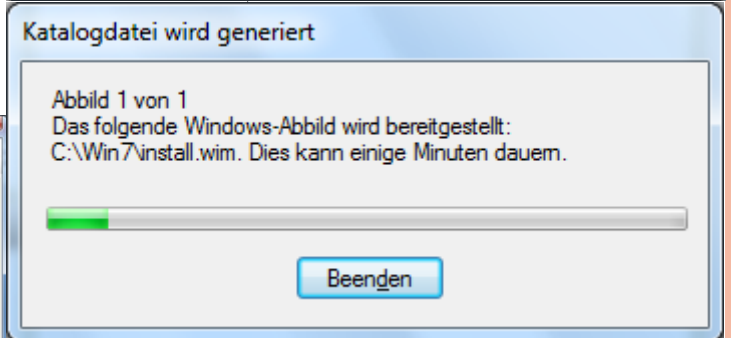 Katalogdatei wird generiert
Abbild 1 von 1
Das folgende Windows-Abbild wird bereitgestellt:
C:\Win7\install.wim. Dies kann einige Minuten dauern.
Beenden